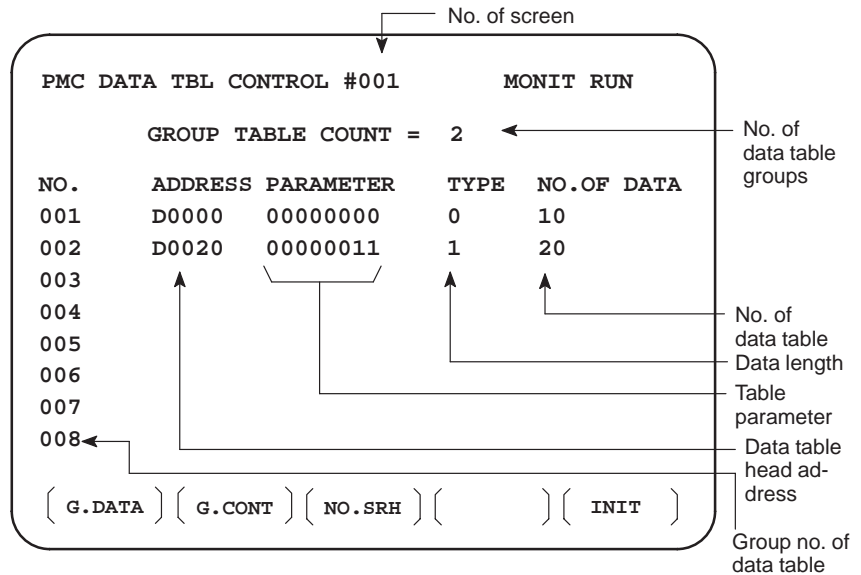 No. of screen
PMC DATA TBL CONTROL #001 MONIT RUN
GROUP TABLE COUNT = 2
No. of
data table
groups
NO. ADDRESS PARAMETER TYPE NO.OF DATA
001 D0000 00000000 0 10
002 D0020 00000011 1 20
003
004
005
006
007
008
No. of
data table
Data length
Table
parameter
Data table
head ad-
dress
G.DATA G.CONT NO.SRH INIT
Group no. of
data table